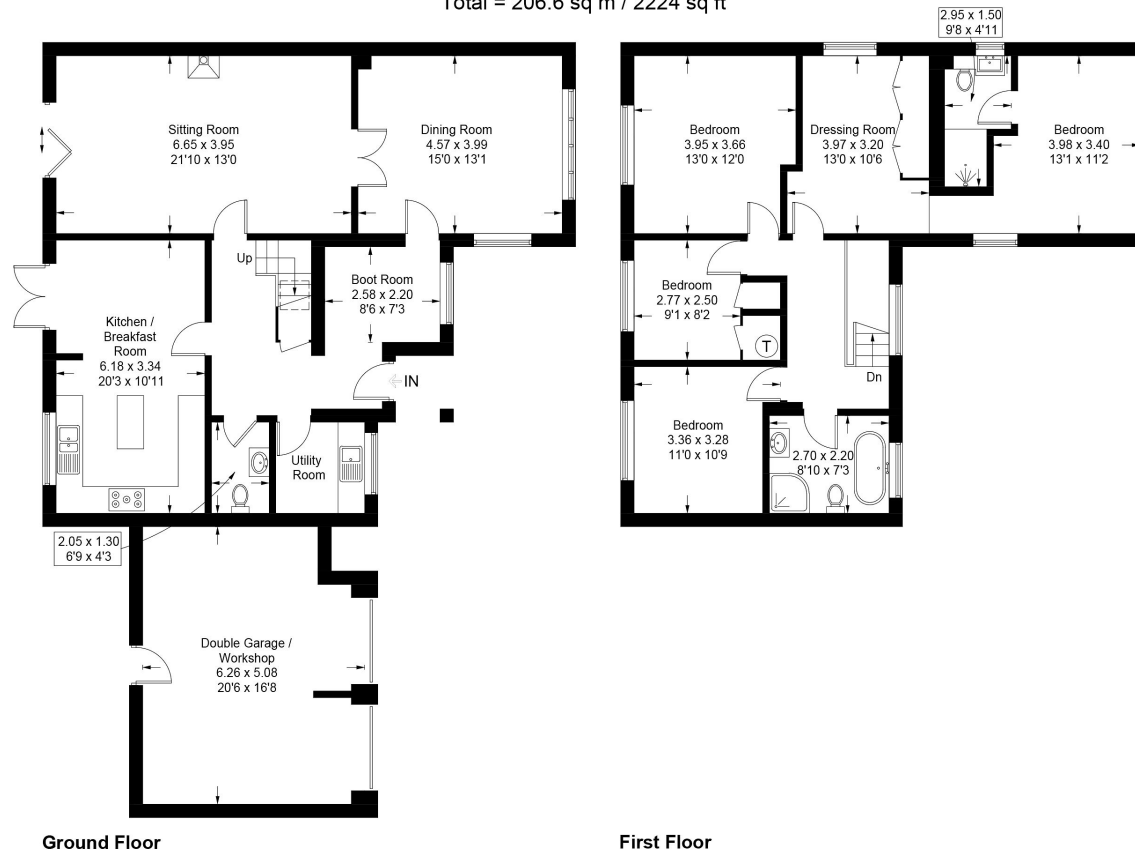 Total = 206.6 sq m / 2224 sq ft
2.95 x 1.50
9'8 x 4'11
Sitting Room
6.65 x 3.95
21'10 x 13'0
Dining Room
4.57 x 3.99
15'0 x 13'1
Up
Boot Room
2.58 x 2.20
8'6 x 7'3
Kitchen /
Breakfast
Room
6.18 x 3.34
20'3 x 10'11
IN
Utility
Room
2.05 x 1.30
6'9 x 4'3
Double Garage /
Workshop
6.26 x 5.08
20'6 x 16'8
Ground Floor
Bedroom
3.95 x 3.66
13'0 x 12'0
Dressing Room
3.97 x 3.20
13'0 x 10'6
Bedroom
3.98 x 3.40
13'1 x 11'2
Bedroom
2.77 x 2.50
9'1 x 8'2
T
Dn
Bedroom
3.36 x 3.28
11'0 x 10'9
2.70 x 2.20
8'10 x 7'3
First Floor